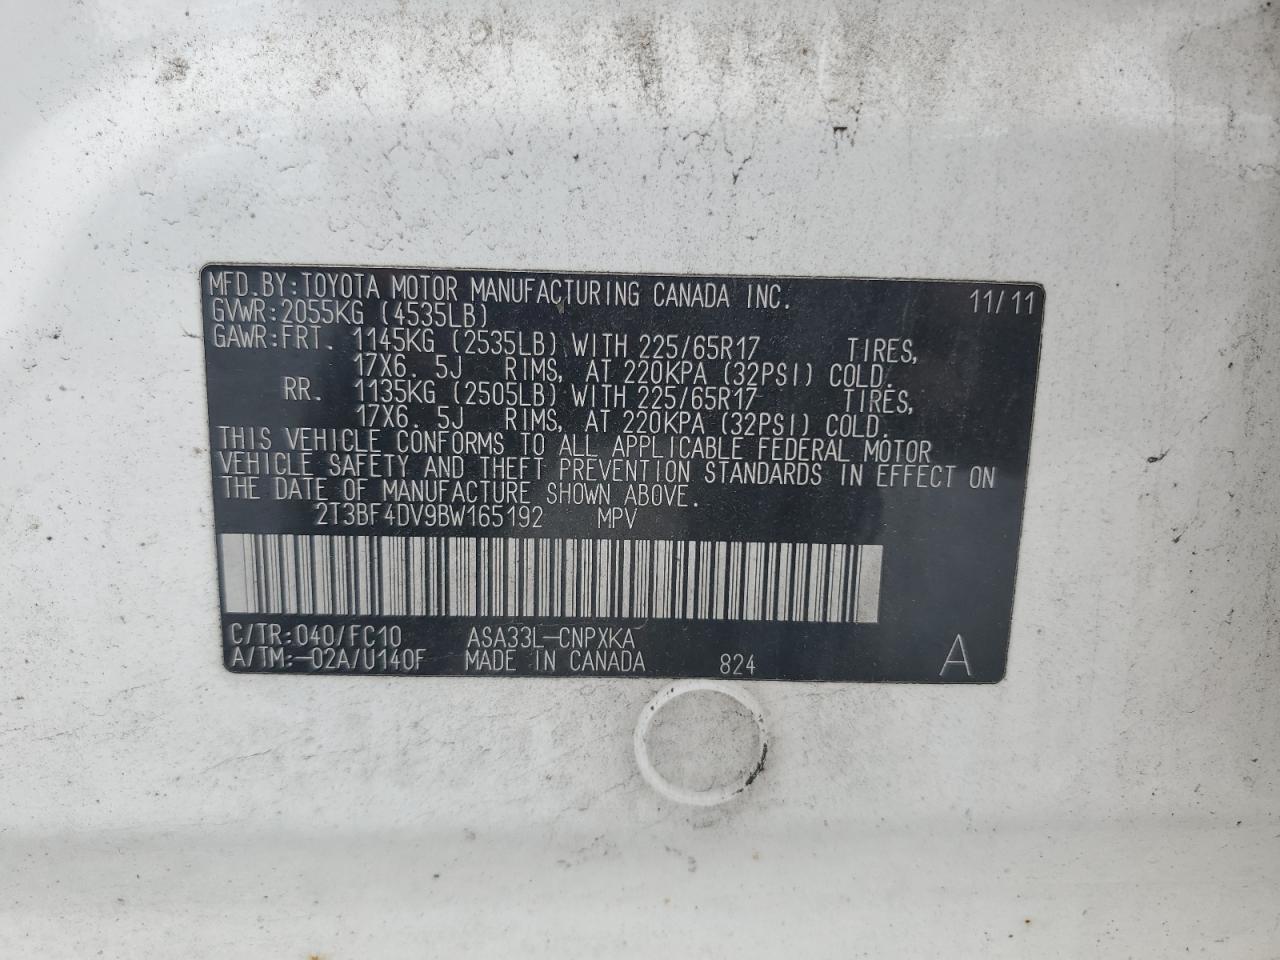 MFD.BY:TOYOTA MOTOR MANUFACTURING CANADA INC. 11/11
GVWR:2055KG (4535LB)
GAWR:FRT. 1145KG (2535LB) WITH 225/65R17 TIRES,
17X6.5J RIMS, AT 220KPA (32PSI) COLD.
RR. 1135KG (2505LB) WITH 225/65R17 TIRES,
17X6.5J RIMS, AT 220KPA (32PSI) COLD.
THIS VEHICLE CONFORMS TO ALL APPLICABLE FEDERAL MOTOR
VEHICLE SAFETY AND THEFT PREVENTION STANDARDS IN EFFECT ON
THE DATE OF MANUFACTURE SHOWN ABOVE.
2T3BF4DV9BW165192 MPV
C/TR:040/FC10 ASA33L-CNPXKA
A/TM:-02A/U140F MADE IN CANADA 824 A